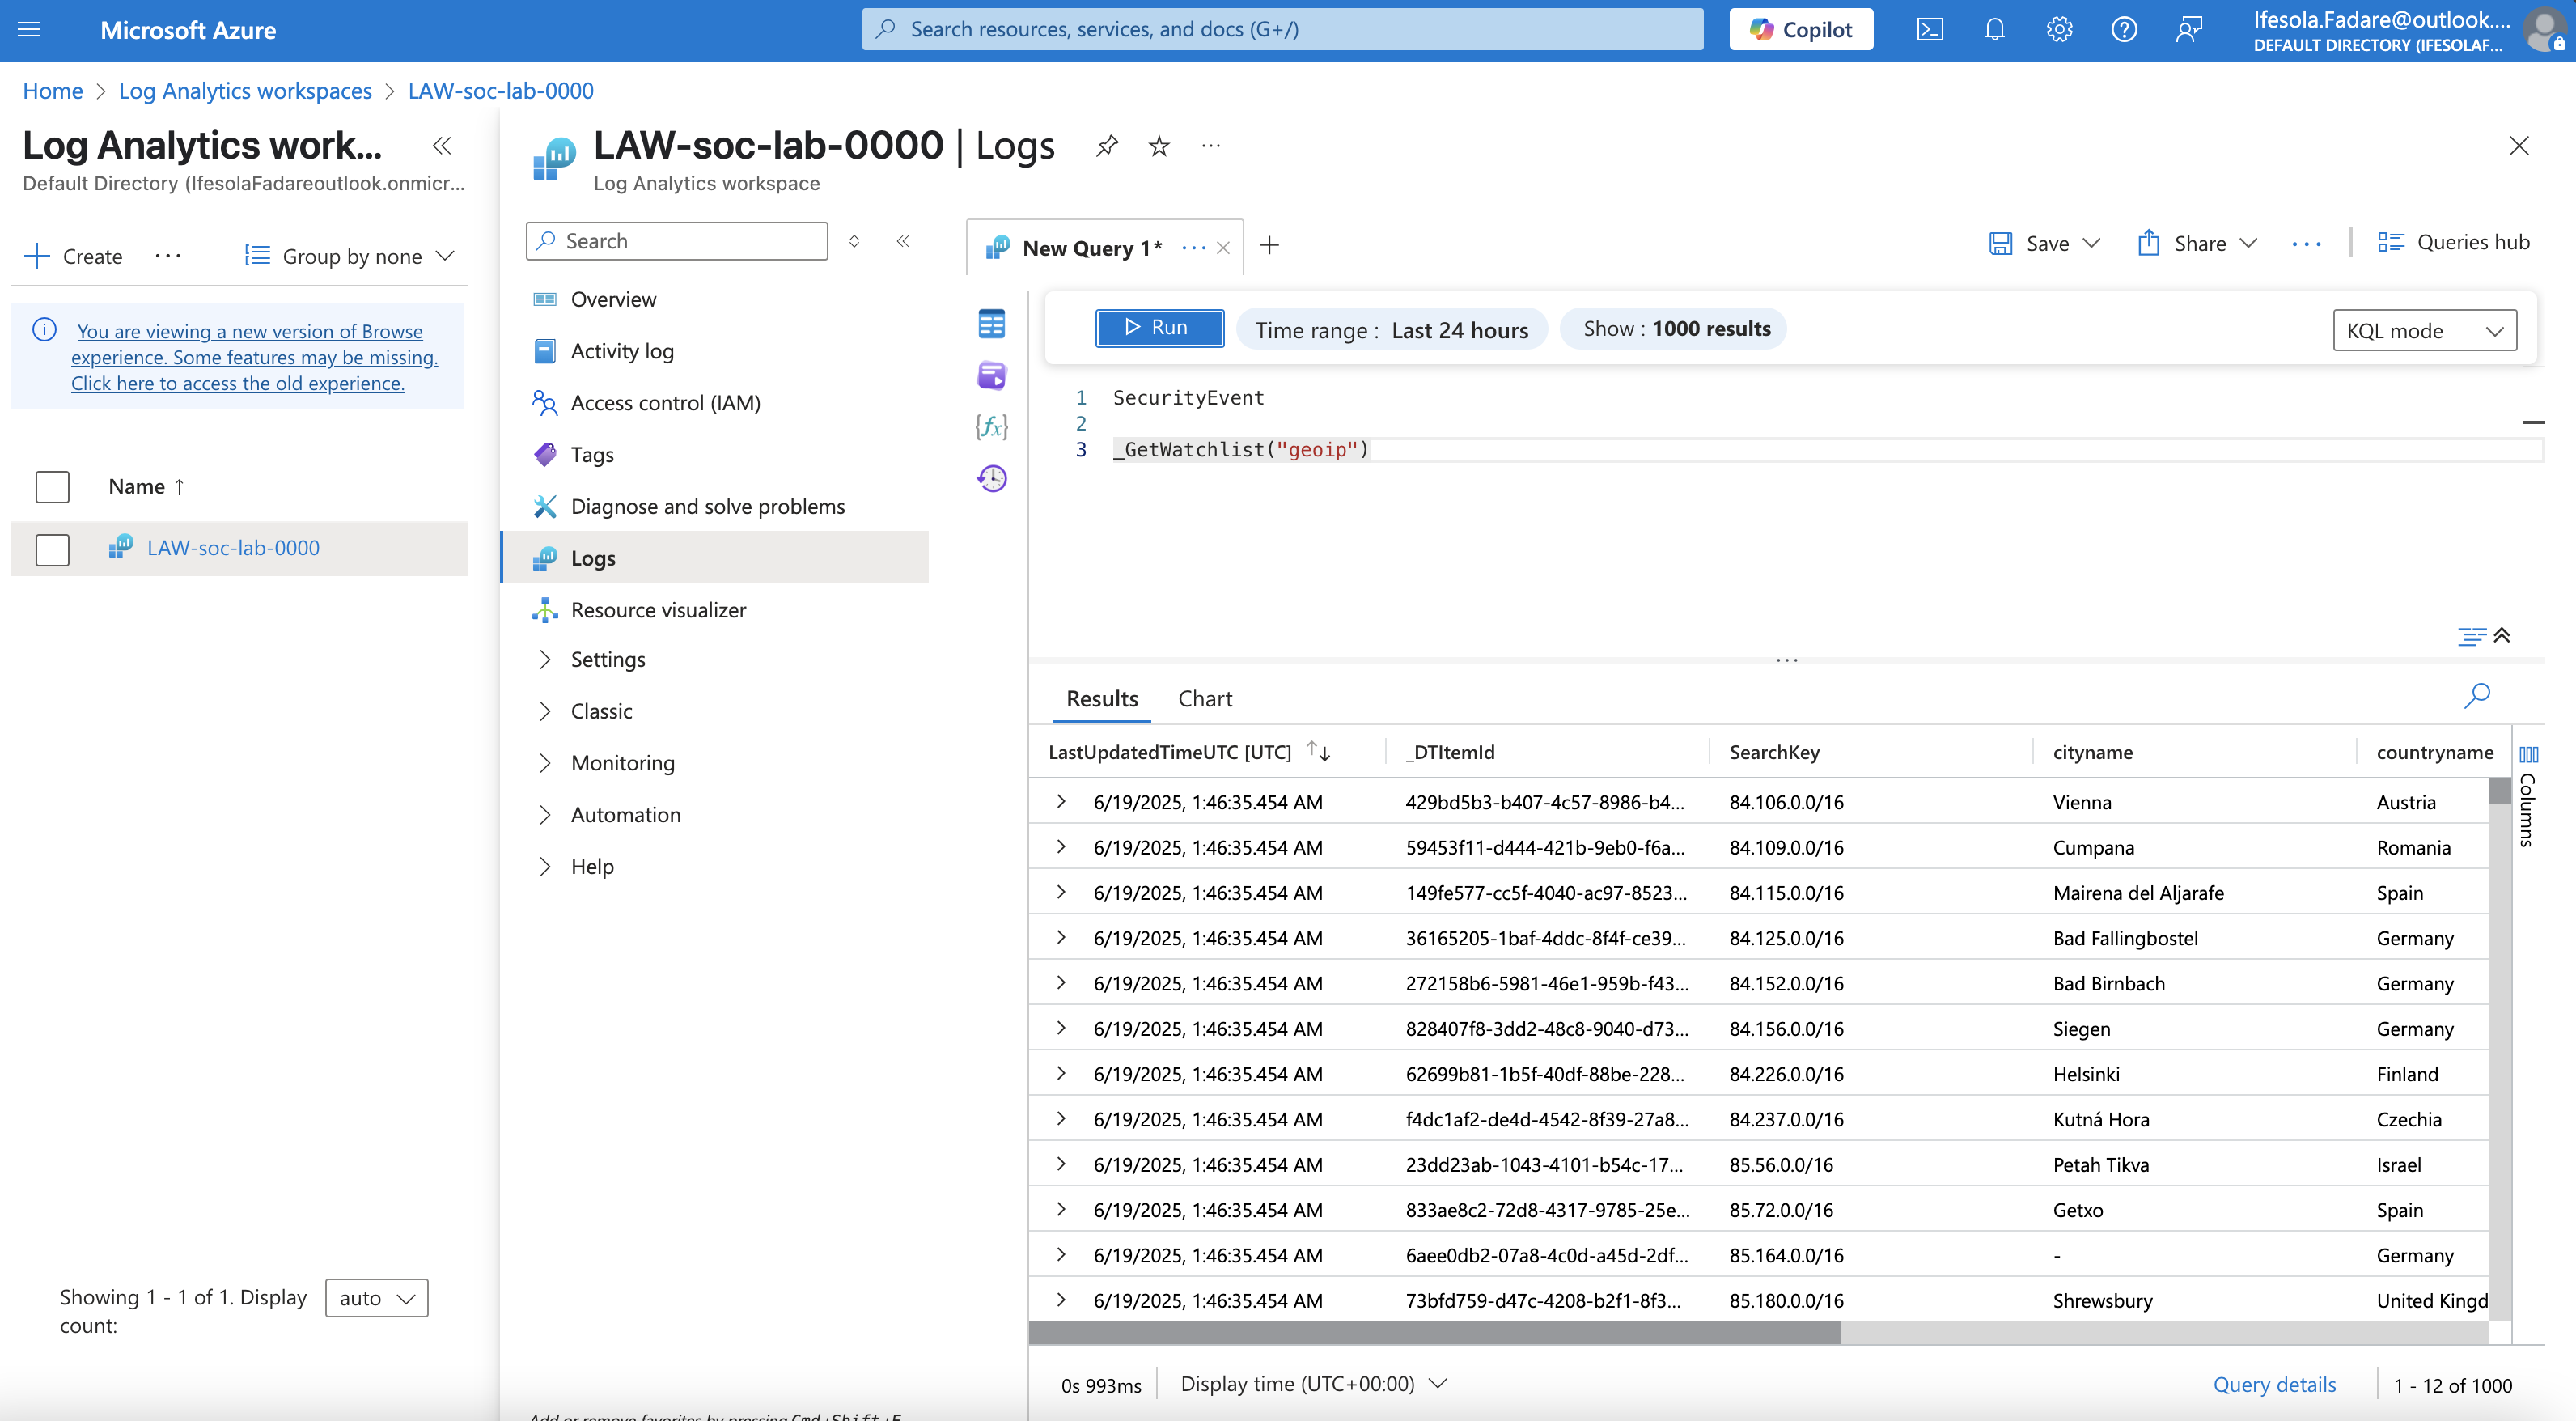 Microsoft Azure
Search resources, services, and docs (G+/)
Copilot
Ifesola.Fadare@outlook....
DEFAULT DIRECTORY (IFESOLAF...
Home > Log Analytics workspaces > LAW-soc-lab-0000
Log Analytics work...
Default Directory (IfesolaFadareoutlook.onmicr...
Create
Group by none
You are viewing a new version of Browse
experience. Some features may be missing.
Click here to access the old experience.
Name ↑
LAW-soc-lab-0000
Showing 1 - 1 of 1. Display
count:
auto
LAW-soc-lab-0000 | Logs
Log Analytics workspace
Search
Overview
Activity log
Access control (IAM)
Tags
Diagnose and solve problems
Logs
Resource visualizer
Settings
Classic
Monitoring
Automation
Help
Add or remove favorites by pressing Cmd+Shift+F
New Query 1*
Save
Share
Queries hub
Run
Time range : Last 24 hours
Show : 1000 results
KQL mode
1 SecurityEvent
2
3 _GetWatchlist("geoip")
Results Chart
LastUpdatedTimeUTC [UTC] ↑↓ _DTItemId SearchKey cityname countryname
6/19/2025, 1:46:35.454 AM 429bd5b3-b407-4c57-8986-b4... 84.106.0.0/16 Vienna Austria
6/19/2025, 1:46:35.454 AM 59453f11-d444-421b-9eb0-f6a... 84.109.0.0/16 Cumpana Romania
6/19/2025, 1:46:35.454 AM 149fe577-cc5f-4040-ac97-8523... 84.115.0.0/16 Mairena del Aljarafe Spain
6/19/2025, 1:46:35.454 AM 36165205-1baf-4ddc-8f4f-ce39... 84.125.0.0/16 Bad Fallingbostel Germany
6/19/2025, 1:46:35.454 AM 272158b6-5981-46e1-959b-f43... 84.152.0.0/16 Bad Birnbach Germany
6/19/2025, 1:46:35.454 AM 828407f8-3dd2-48c8-9040-d73... 84.156.0.0/16 Siegen Germany
6/19/2025, 1:46:35.454 AM 62699b81-1b5f-40df-88be-228... 84.226.0.0/16 Helsinki Finland
6/19/2025, 1:46:35.454 AM f4dc1af2-de4d-4542-8f39-27a8... 84.237.0.0/16 Kutná Hora Czechia
6/19/2025, 1:46:35.454 AM 23dd23ab-1043-4101-b54c-17... 85.56.0.0/16 Petah Tikva Israel
6/19/2025, 1:46:35.454 AM 833ae8c2-72d8-4317-9785-25e... 85.72.0.0/16 Getxo Spain
6/19/2025, 1:46:35.454 AM 6aee0db2-07a8-4c0d-a45d-2df... 85.164.0.0/16 - Germany
6/19/2025, 1:46:35.454 AM 73bfd759-d47c-4208-b2f1-8f3... 85.180.0.0/16 Shrewsbury United Kingd
Columns
0s 993ms
Display time (UTC+00:00)
Query details
1 - 12 of 1000